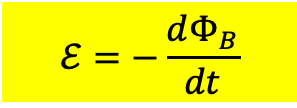 ℰ = − dΦ_B / dt